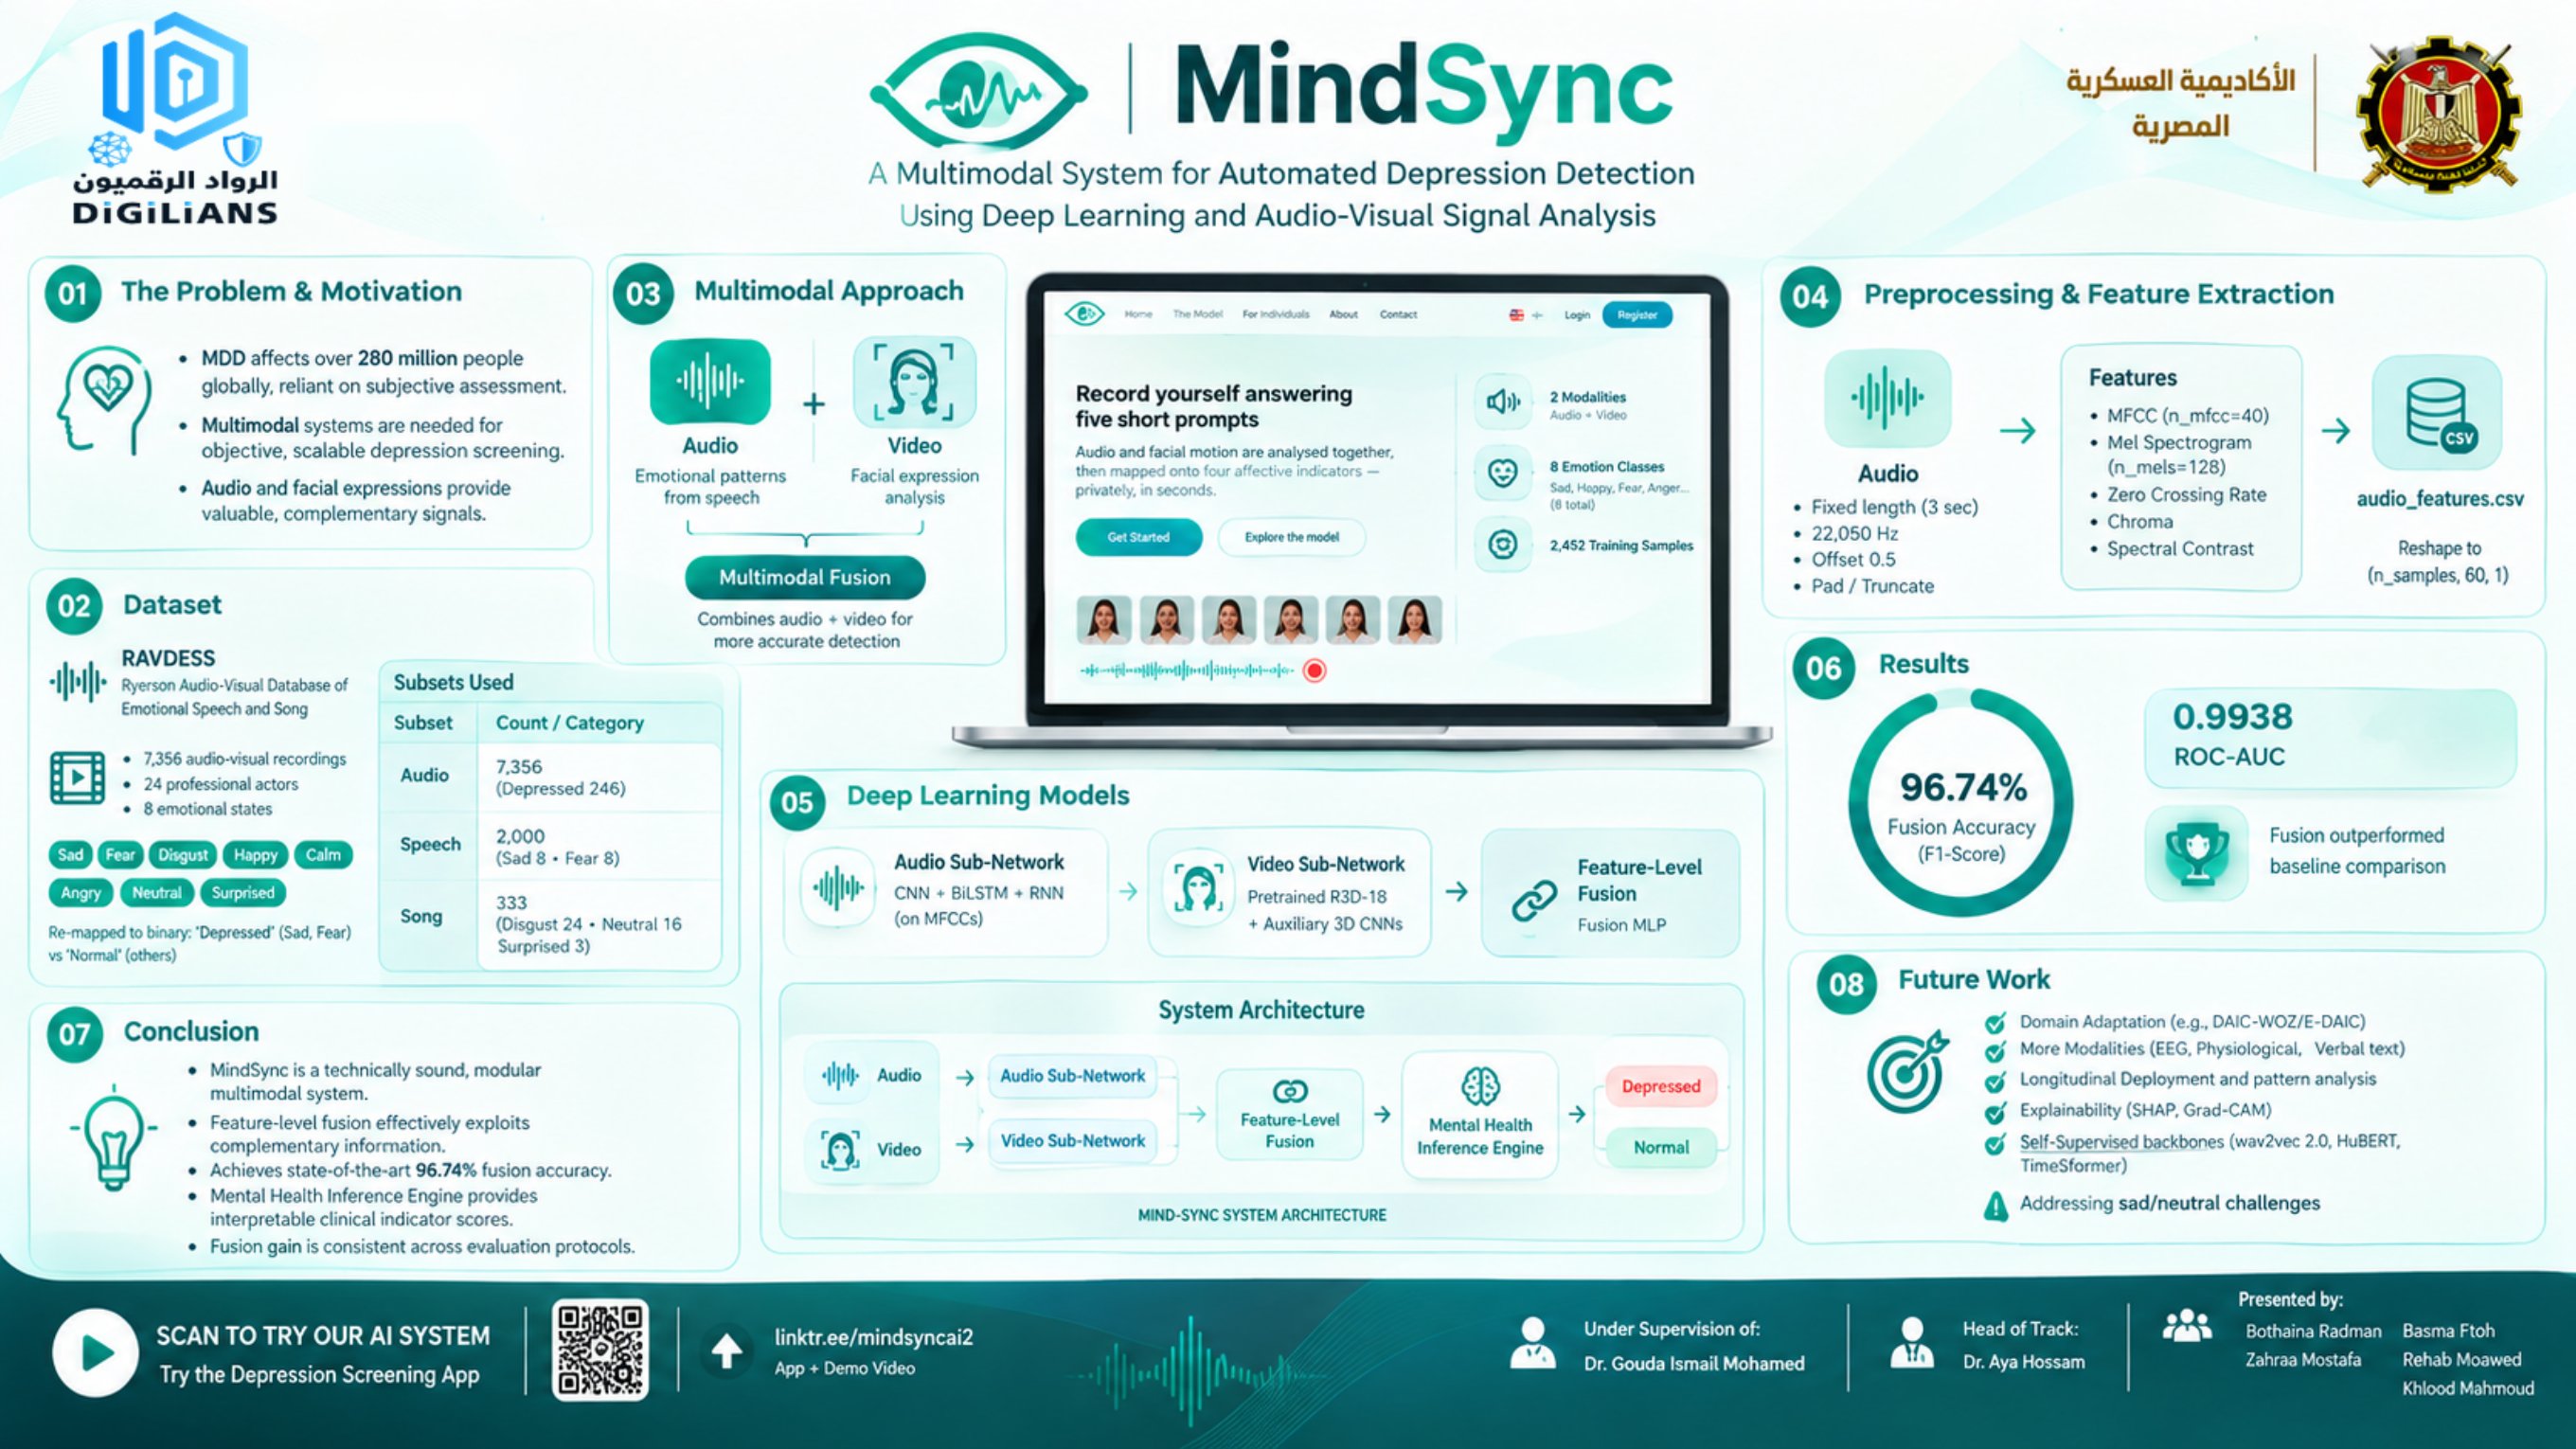 الرواد الرقميون
DiGiLiANS
MindSync
A Multimodal System for Automated Depression Detection
Using Deep Learning and Audio-Visual Signal Analysis
الأكاديمية العسكرية
المصرية
01 The Problem & Motivation
• MDD affects over 280 million people
globally, reliant on subjective assessment.
• Multimodal systems are needed for
objective, scalable depression screening.
• Audio and facial expressions provide
valuable, complementary signals.
02 Dataset
RAVDESS
Ryerson Audio-Visual Database of
Emotional Speech and Song
• 7,356 audio-visual recordings
• 24 professional actors
• 8 emotional states
Sad Fear Disgust Happy Calm
Angry Neutral Surprised
Re-mapped to binary: "Depressed" (Sad, Fear)
vs "Normal" (others)
Subsets Used
Subset Count / Category
Audio 7,356
(Depressed 246)
Speech 2,000
(Sad 8 • Fear 8)
Song 333
(Disgust 24 • Neutral 16
Surprised 3)
03 Multimodal Approach
Audio + Video
Emotional patterns
from speech
Facial expression
analysis
Multimodal Fusion
Combines audio + video for
more accurate detection
Home The Model For Individuals About Contact Login Register
Record yourself answering
five short prompts
Audio and facial motion are analysed together,
then mapped onto four affective indicators —
privately, in seconds.
Get Started Explore the model
2 Modalities
Audio + Video
8 Emotion Classes
Sad, Happy, Fear, Anger...
(8 total)
2,452 Training Samples
04 Preprocessing & Feature Extraction
Audio
• Fixed length (3 sec)
• 22,050 Hz
• Offset 0.5
• Pad / Truncate
Features
• MFCC (n_mfcc=40)
• Mel Spectrogram
(n_mels=128)
• Zero Crossing Rate
• Chroma
• Spectral Contrast
CSV
audio_features.csv
Reshape to
(n_samples, 60, 1)
05 Deep Learning Models
Audio Sub-Network
CNN + BiLSTM + RNN
(on MFCCs)
Video Sub-Network
Pretrained R3D-18
+ Auxiliary 3D CNNs
Feature-Level
Fusion
Fusion MLP
System Architecture
Audio
Audio Sub-Network
Video
Video Sub-Network
Feature-Level
Fusion
Mental Health
Inference Engine
Depressed
Normal
MIND-SYNC SYSTEM ARCHITECTURE
06 Results
96.74%
Fusion Accuracy
(F1-Score)
0.9938
ROC-AUC
Fusion outperformed
baseline comparison
07 Conclusion
• MindSync is a technically sound, modular
multimodal system.
• Feature-level fusion effectively exploits
complementary information.
• Achieves state-of-the-art 96.74% fusion accuracy.
• Mental Health Inference Engine provides
interpretable clinical indicator scores.
• Fusion gain is consistent across evaluation protocols.
08 Future Work
Domain Adaptation (e.g., DAIC-WOZ/E-DAIC)
More Modalities (EEG, Physiological, Verbal text)
Longitudinal Deployment and pattern analysis
Explainability (SHAP, Grad-CAM)
Self-Supervised backbones (wav2vec 2.0, HuBERT,
TimeSformer)
Addressing sad/neutral challenges
SCAN TO TRY OUR AI SYSTEM
Try the Depression Screening App
linktr.ee/mindsyncai2
App + Demo Video
Under Supervision of:
Dr. Gouda Ismail Mohamed
Head of Track:
Dr. Aya Hossam
Presented by:
Bothaina Radman Basma Ftoh
Zahraa Mostafa Rehab Moawed
Khlood Mahmoud